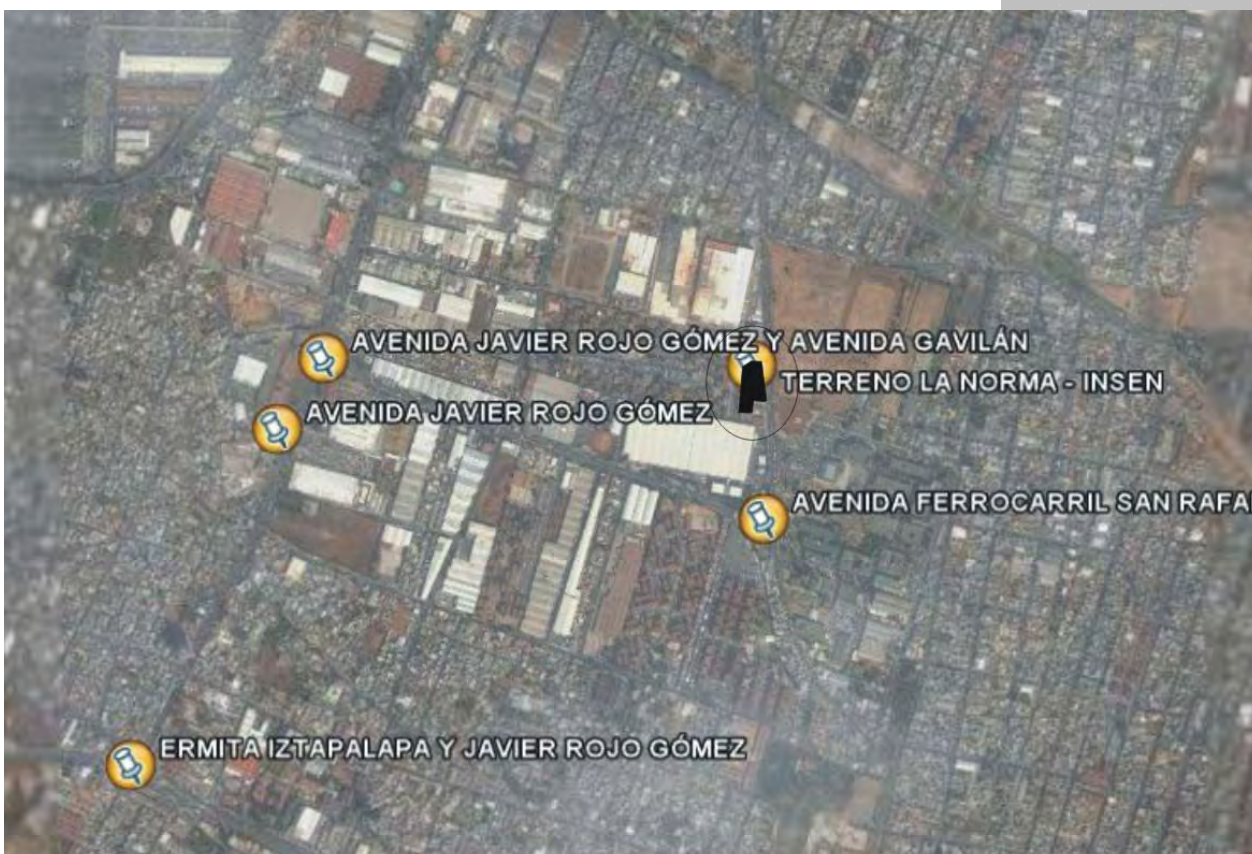 AVENIDA JAVIER ROJO GÓMEZ Y AVENIDA GAVILÁN
TERRENO LA NORMA - INSEN
AVENIDA JAVIER ROJO GÓMEZ
AVENIDA FERROCARRIL SAN RAFA
ERMITA IZTAPALAPA Y JAVIER ROJO GÓMEZ